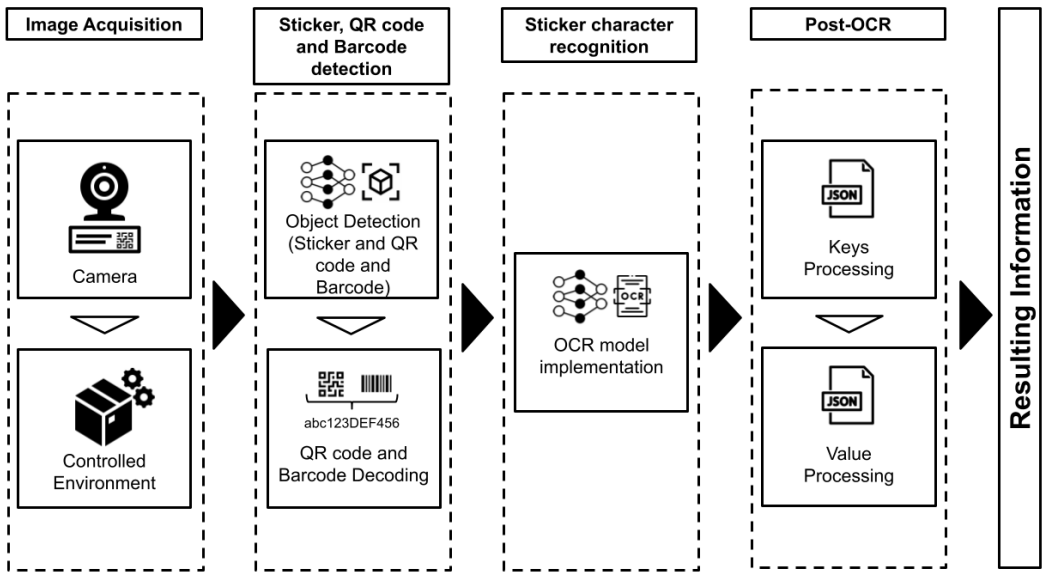 Image Acquisition
Sticker, QR code
and Barcode
detection
Sticker character
recognition
Post-OCR
Camera
Controlled
Environment
Object Detection
(Sticker and QR
code and
Barcode)
abc123DEF456
QR code and
Barcode Decoding
OCR
OCR model
implementation
JSON
Keys
Processing
JSON
Value
Processing
Resulting Information